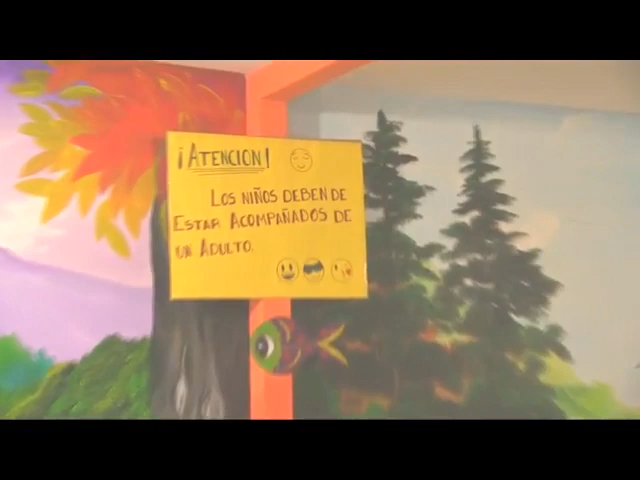 ¡ATENCION!
LOS NIÑOS DEBEN DE
ESTAR ACOMPAÑADOS DE
UN ADULTO.